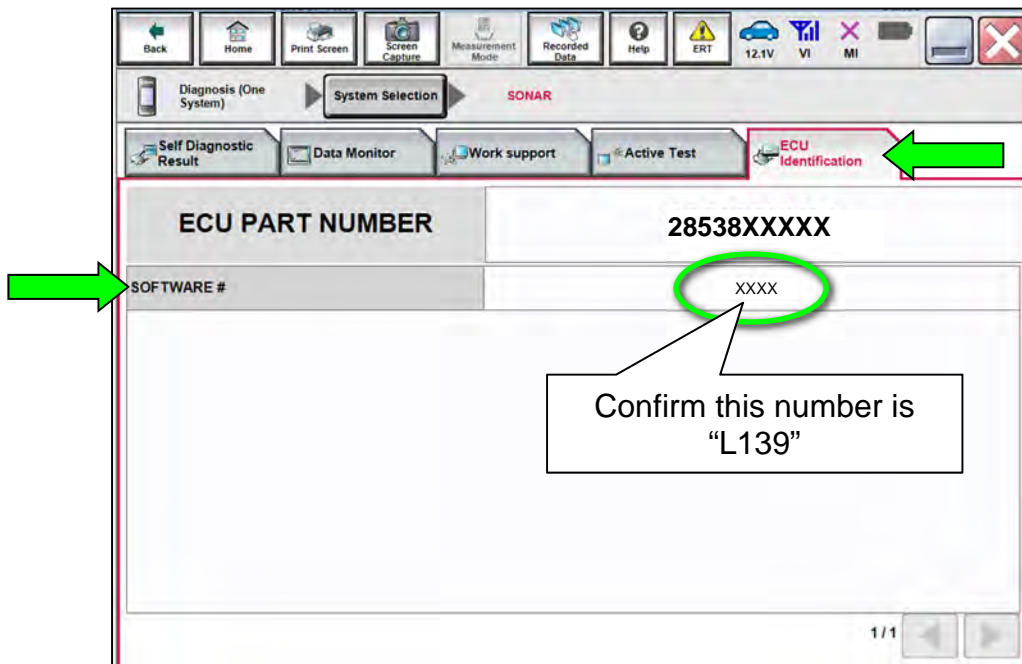 Back
Home
Print Screen
Screen
Capture
Measurement
Mode
Recorded
Data
Help
ERT
12.1V
VI
MI
Diagnosis (One
System)
System Selection
SONAR
Self Diagnostic
Result
Data Monitor
Work support
Active Test
ECU
Identification
ECU PART NUMBER
28538XXXXX
SOFTWARE #
XXXX
Confirm this number is
“L139”
1/1